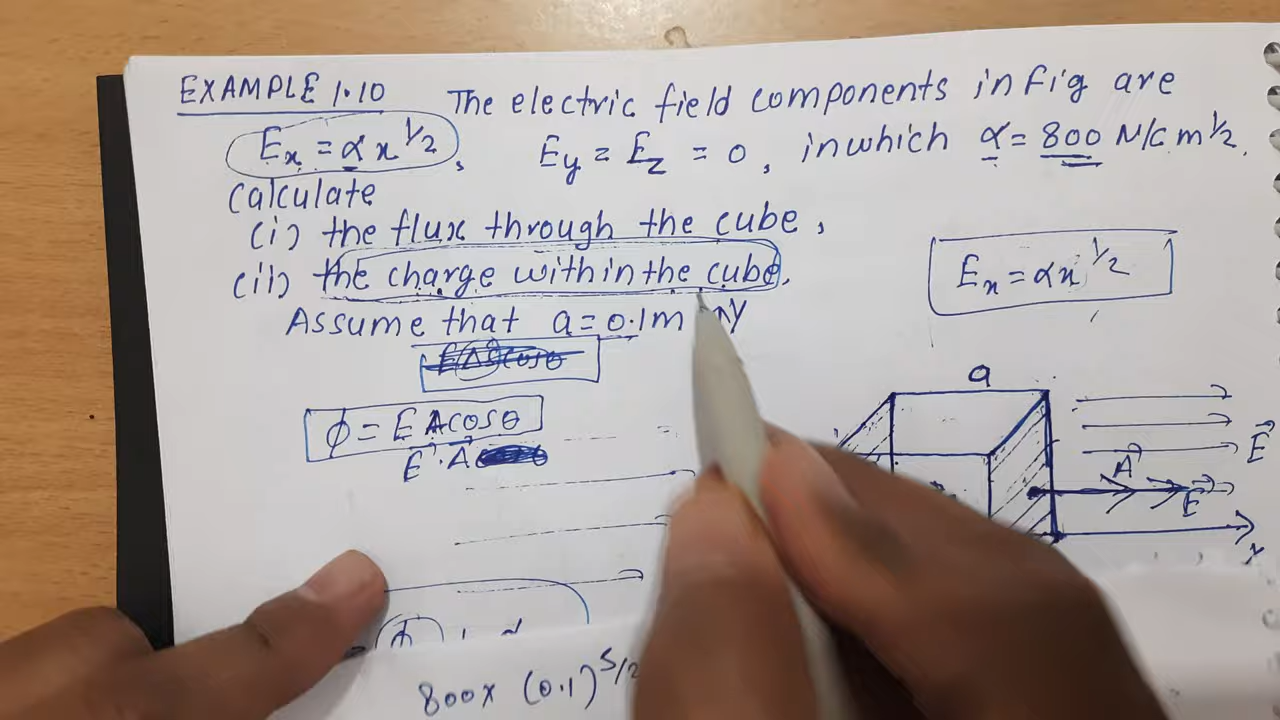 EXAMPLE 1.10 The electric field components in Fig are
Ex = αx^1/2, Ey = Ez = 0, in which α = 800 N/C m^1/2.
calculate
(i) the flux through the cube,
(ii) the charge within the cube.
Ex = αx^1/2
Assume that a = 0.1m
y
EΔScosθ
a
ϕ = EAcosθ
E⃗.A⃗
E⃗
A⃗
E⃗
x
800x (0.1)^5/2